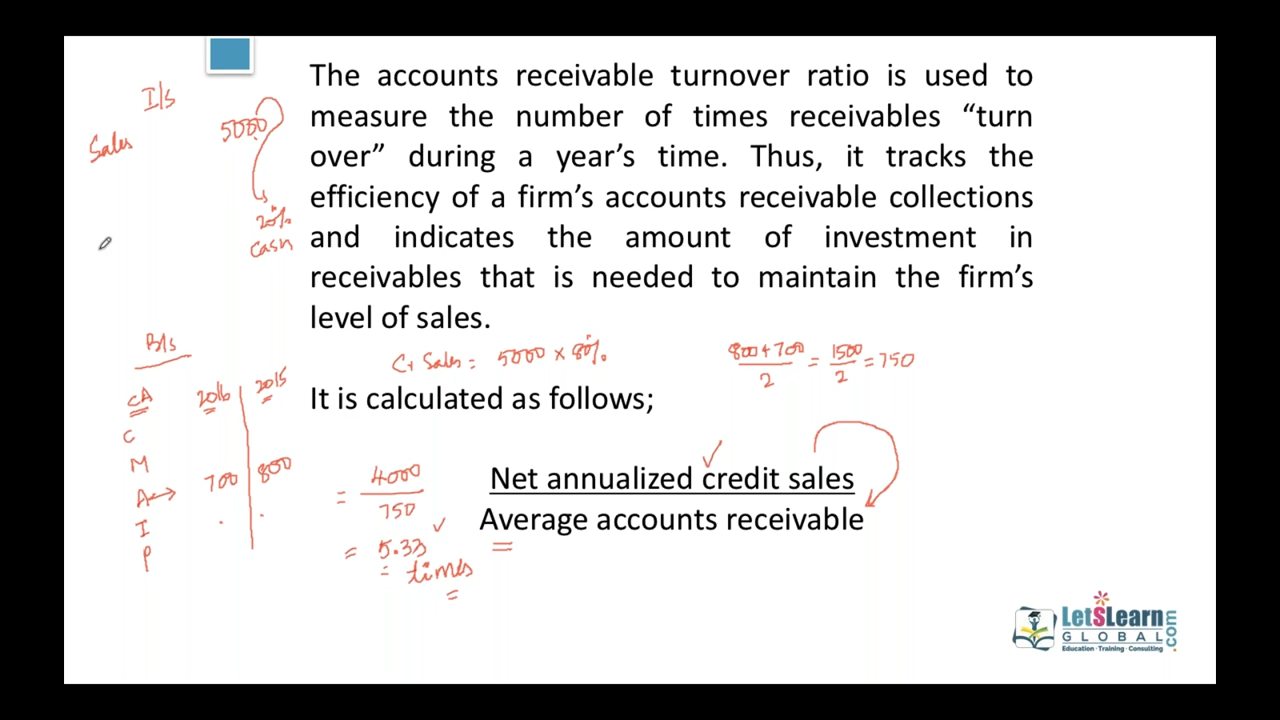 The accounts receivable turnover ratio is used to
measure the number of times receivables “turn
over” during a year’s time. Thus, it tracks the
efficiency of a firm’s accounts receivable collections
and indicates the amount of investment in
receivables that is needed to maintain the firm’s
level of sales.
I/s
Sales 5000
20%
Cash
Cr Sales = 5000 × 80%
800 + 700
2
= 1500
2
= 750
It is calculated as follows;
Net annualized credit sales
Average accounts receivable
B/s
CA 2016 2015
C
M
A 700 800
I
P
= 4000
750
= 5.33
= times
=
LetSLearn
GLOBAL
.com
Education · Training · Consulting